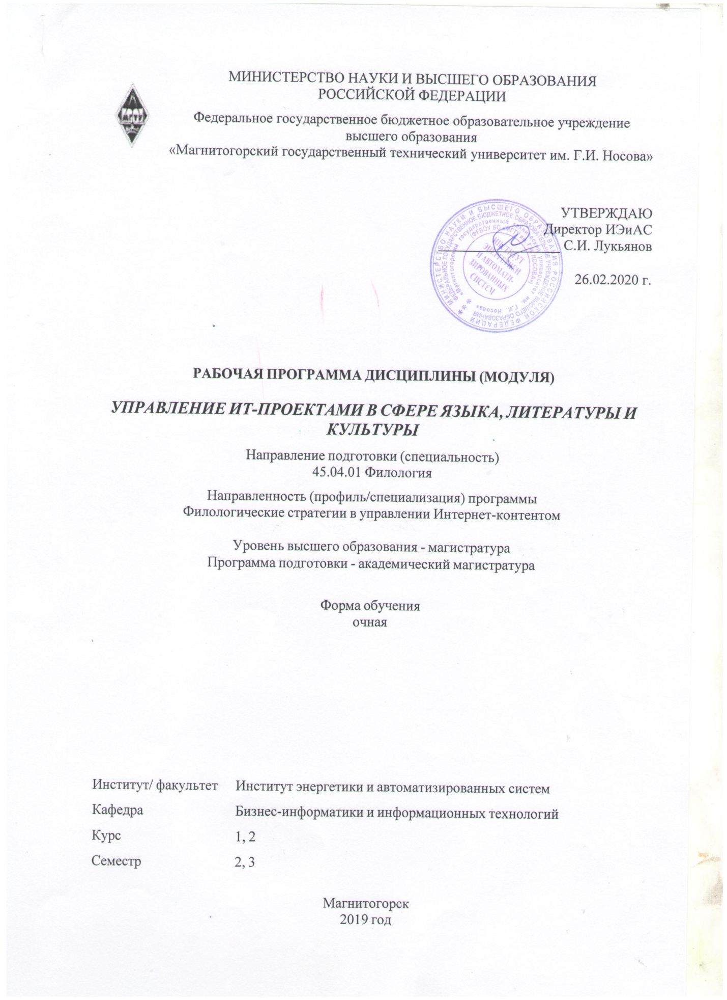 МИНИСТЕРСТВО НАУКИ И ВЫСШЕГО ОБРАЗОВАНИЯ
РОССИЙСКОЙ ФЕДЕРАЦИИ
МГТУ
Федеральное государственное бюджетное образовательное учреждение
высшего образования
«Магнитогорский государственный технический университет им. Г.И. Носова»
УТВЕРЖДАЮ
Директор ИЭиАС
С.И. Лукьянов
26.02.2020 г.
МИНИСТЕРСТВО НАУКИ И ВЫСШЕГО ОБРАЗОВАНИЯ РОССИЙСКОЙ ФЕДЕРАЦИИ
ФЕДЕРАЛЬНОЕ ГОСУДАРСТВЕННОЕ БЮДЖЕТНОЕ ОБРАЗОВАТЕЛЬНОЕ УЧРЕЖДЕНИЕ ВЫСШЕГО ОБРАЗОВАНИЯ
«Магнитогорский государственный технический университет им. Г.И. Носова»
(ФГБОУ ВО «МГТУ им. Г.И. НОСОВА»)
ИНСТИТУТ
ЭНЕРГЕТИКИ
И АВТОМАТИ-
ЗИРОВАННЫХ
СИСТЕМ
РАБОЧАЯ ПРОГРАММА ДИСЦИПЛИНЫ (МОДУЛЯ)
УПРАВЛЕНИЕ ИТ-ПРОЕКТАМИ В СФЕРЕ ЯЗЫКА, ЛИТЕРАТУРЫ И
КУЛЬТУРЫ
Направление подготовки (специальность)
45.04.01 Филология
Направленность (профиль/специализация) программы
Филологические стратегии в управлении Интернет-контентом
Уровень высшего образования - магистратура
Программа подготовки - академический магистратура
Форма обучения
очная
Институт/ факультет Институт энергетики и автоматизированных систем
Кафедра Бизнес-информатики и информационных технологий
Курс 1, 2
Семестр 2, 3
Магнитогорск
2019 год